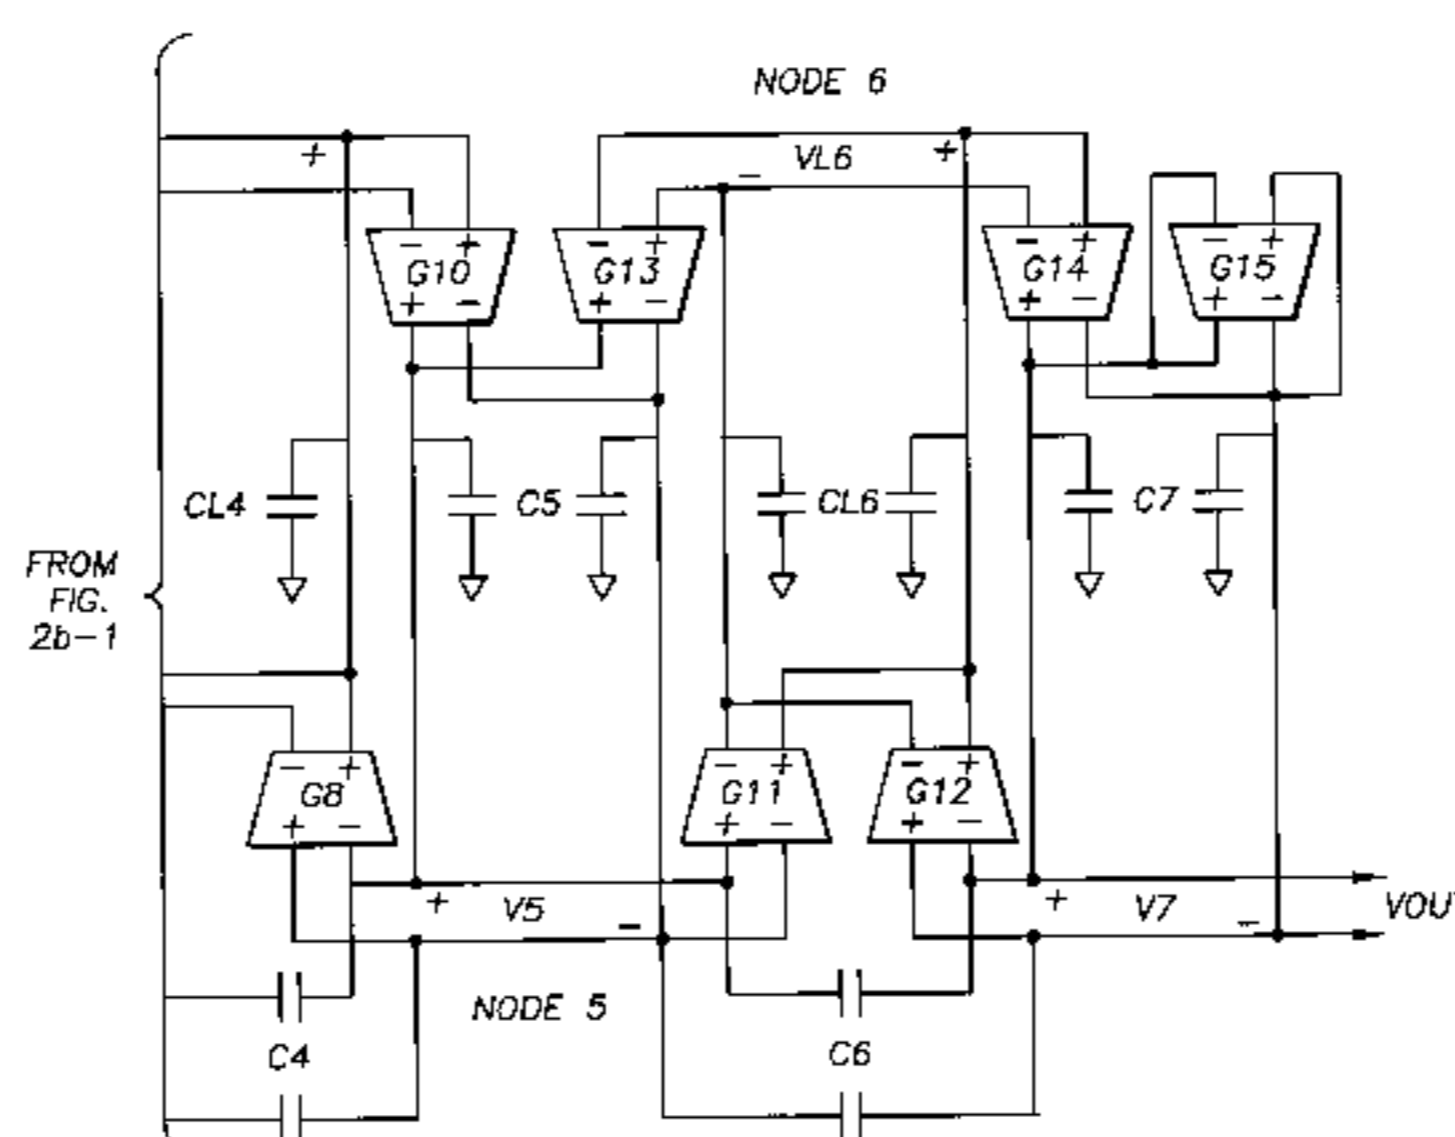 NODE 6
+
VL6
+
−
− +
G10
+ −
− +
G13
+ −
− +
G14
+ −
− +
G15
+ −
CL4
C5
CL6
C7
FROM
FIG.
2b−1
− +
G8
+ −
− +
G11
+ −
− +
G12
+ −
+
V5
−
+
V7
−
VOU
NODE 5
C4
C6